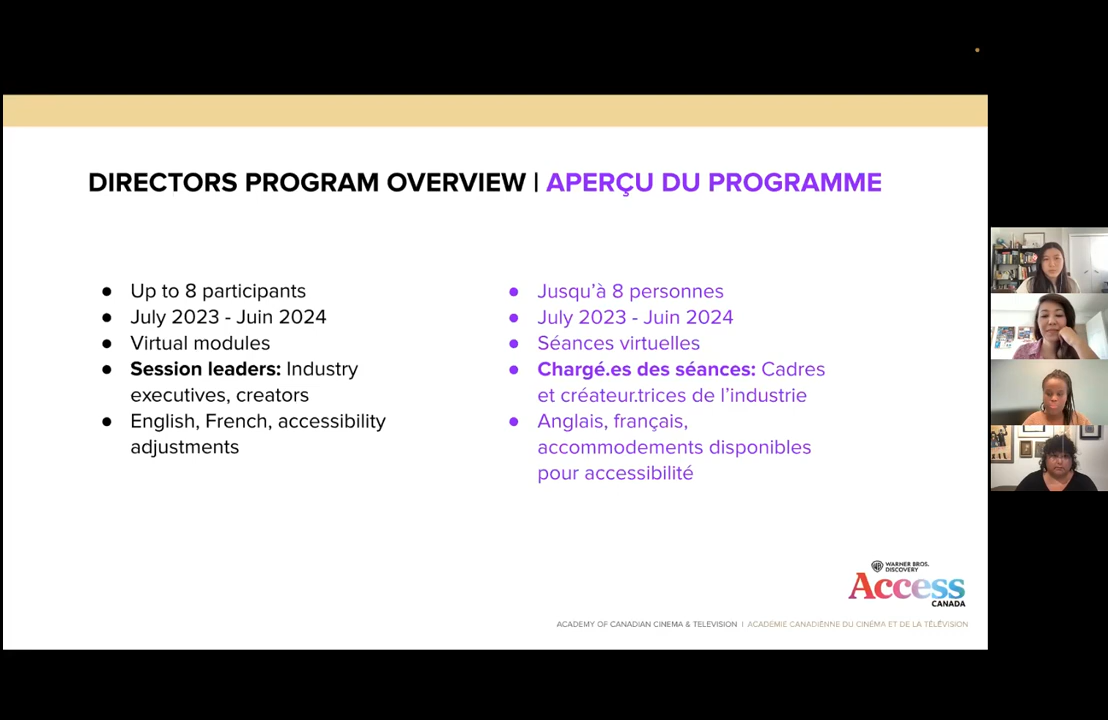 DIRECTORS PROGRAM OVERVIEW | APERÇU DU PROGRAMME
● Up to 8 participants
● July 2023 - Juin 2024
● Virtual modules
● Session leaders: Industry
executives, creators
● English, French, accessibility
adjustments
● Jusqu'à 8 personnes
● July 2023 - Juin 2024
● Séances virtuelles
● Chargé.es des séances: Cadres
et créateur.trices de l'industrie
● Anglais, français,
accommodements disponibles
pour accessibilité
WARNER BROS.
DISCOVERY
Access
CANADA
ACADEMY OF CANADIAN CINEMA & TELEVISION | ACADÉMIE CANADIENNE DU CINÉMA ET DE LA TÉLÉVISION